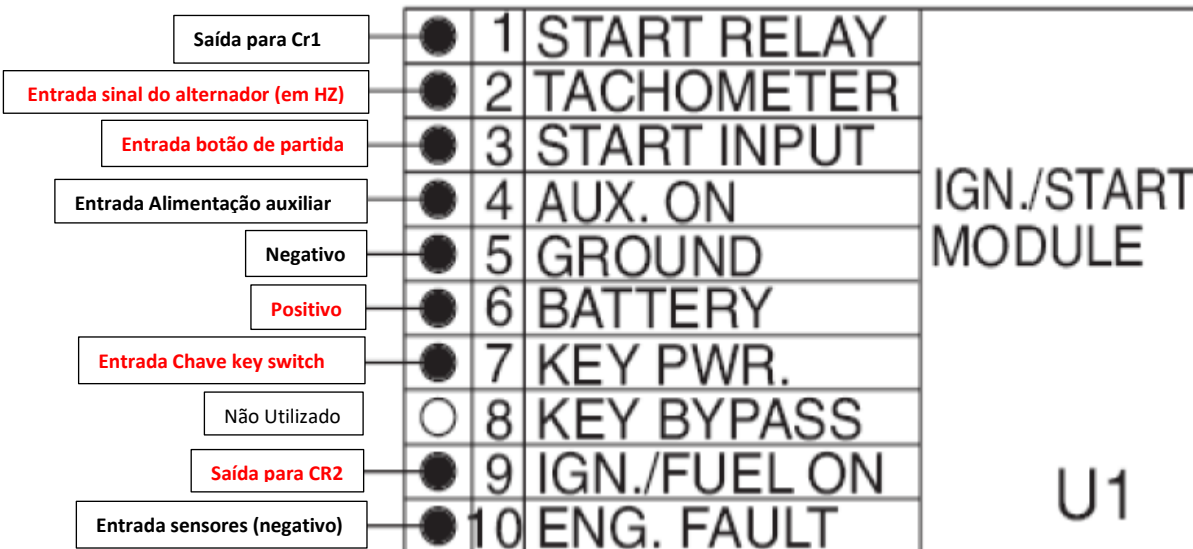 Saída para Cr1
1 START RELAY
Entrada sinal do alternador (em HZ)
2 TACHOMETER
Entrada botão de partida
3 START INPUT
Entrada Alimentação auxiliar
4 AUX. ON
Negativo
5 GROUND
Positivo
6 BATTERY
Entrada Chave key switch
7 KEY PWR.
Não Utilizado
8 KEY BYPASS
Saída para CR2
9 IGN./FUEL ON
Entrada sensores (negativo)
10 ENG. FAULT
IGN./START
MODULE
U1